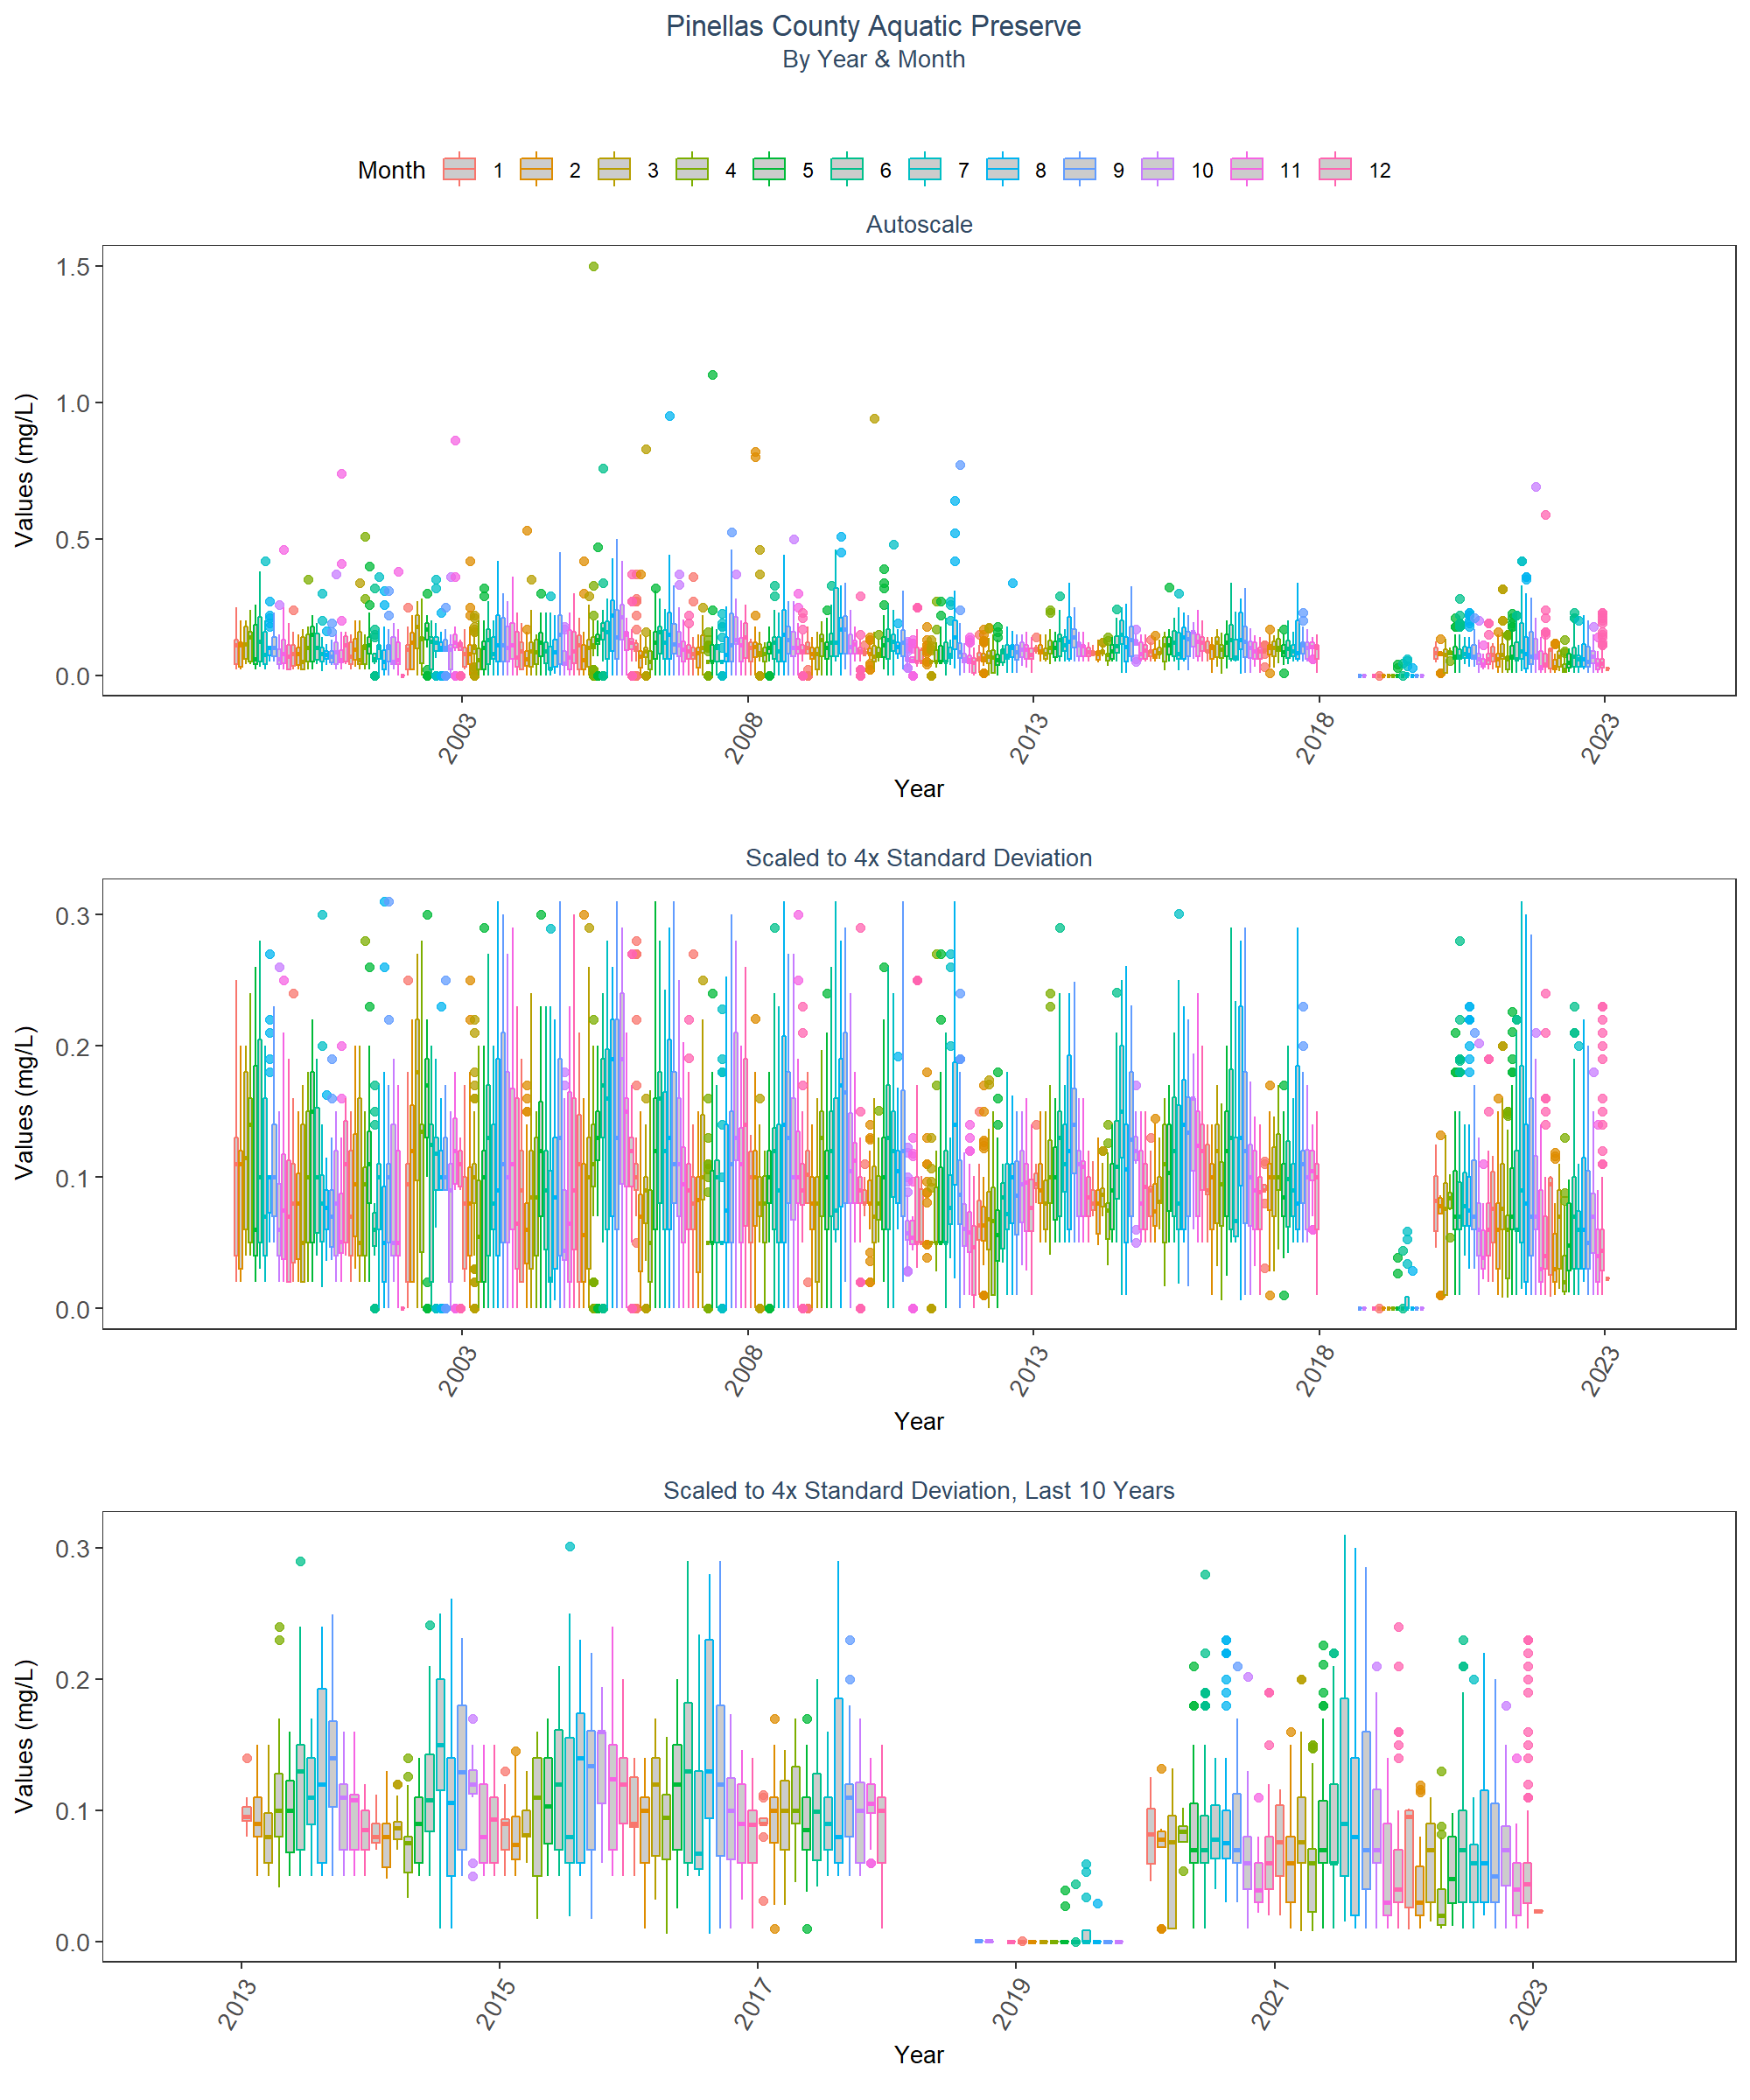 Pinellas County Aquatic Preserve
By Year & Month
Month 1 2 3 4 5 6 7 8 9 10 11 12
Autoscale
1.5
1.0
0.5
0.0
Values (mg/L)
2003 2008 2013 2018 2023
Year
Scaled to 4x Standard Deviation
0.3
0.2
0.1
0.0
Values (mg/L)
2003 2008 2013 2018 2023
Year
Scaled to 4x Standard Deviation, Last 10 Years
0.3
0.2
0.1
0.0
Values (mg/L)
2013 2015 2017 2019 2021 2023
Year